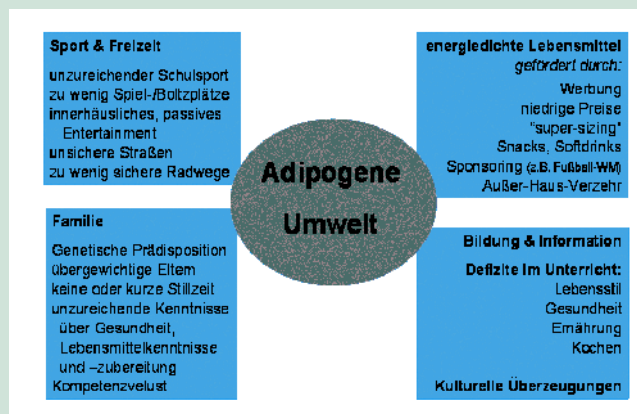 Sport & Freizeit
unzureichender Schulsport
zu wenig Spiel-/Boltzplätze
innerhäusliches, passives
Entertainment
unsichere Straßen
zu wenig sichere Radwege
energiedichte Lebensmittel
gefördert durch:
Werbung
niedrige Preise
"super-sizing"
Snacks, Softdrinks
Sponsoring (z.B. Fußball-WM)
Außer-Haus-Verzehr
Adipogene
Umwelt
Familie
Genetische Prädisposition
übergewichtige Eltern
keine oder kurze Stillzeit
unzureichende Kenntnisse
über Gesundheit,
Lebensmittelkenntnisse
und –zubereitung
Kompetenzvelust
Bildung & Information
Defizite im Unterricht:
Lebensstil
Gesundheit
Ernährung
Kochen
Kulturelle Überzeugungen